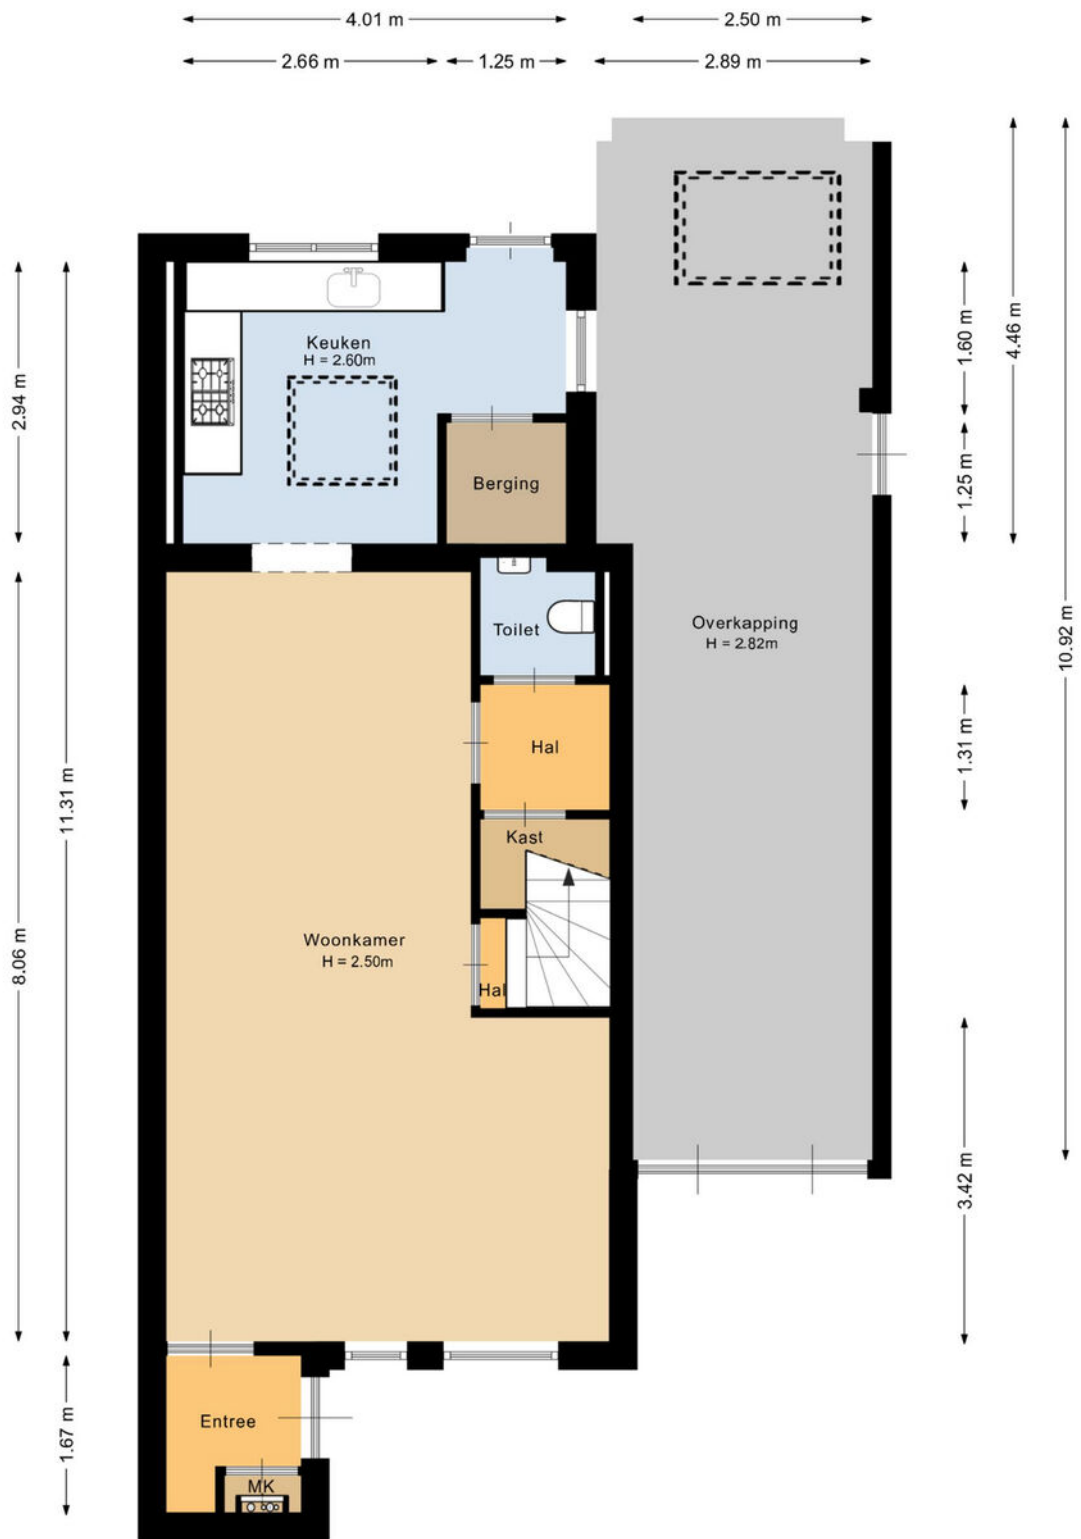 4.01 m
2.50 m
2.66 m
1.25 m
2.89 m
Keuken
H = 2.60m
2.94 m
1.60 m
4.46 m
Berging
1.25 m
Toilet
Overkapping
H = 2.82m
10.92 m
Hal
1.31 m
11.31 m
Kast
Woonkamer
H = 2.50m
8.06 m
Hal
3.42 m
Entree
1.67 m
MK